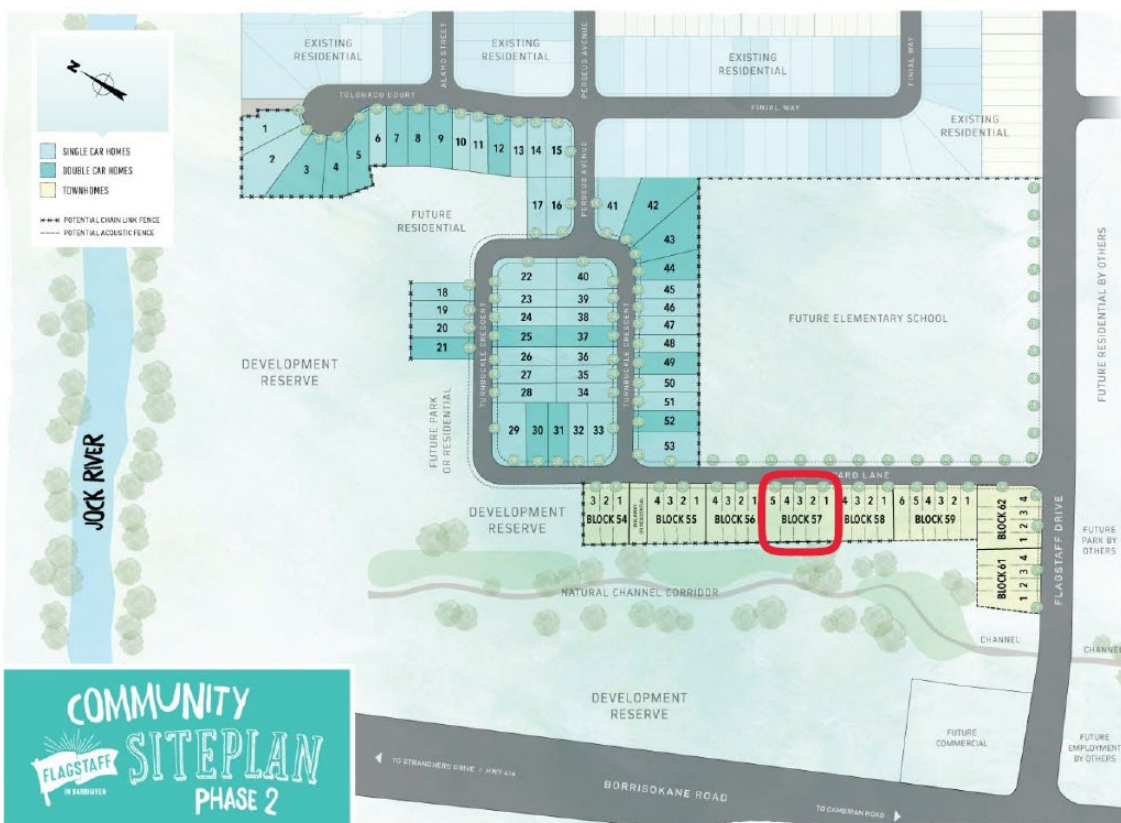 N
SINGLE CAR HOMES
DOUBLE CAR HOMES
TOWNHOMES
POTENTIAL CHAIN LINK FENCE
POTENTIAL ACOUSTIC FENCE
EXISTING
RESIDENTIAL
EXISTING
RESIDENTIAL
EXISTING
RESIDENTIAL
EXISTING
RESIDENTIAL
ALAMO STREET
PERSEUS AVENUE
FINIAL WAY
TOLOHACO COURT
FINIAL WAY
1
2
3
4
5
6
7
8
9
10
11
12
13
14
15
PERSEUS AVENUE
17
16
41
42
43
44
45
46
47
48
49
50
51
52
53
FUTURE
RESIDENTIAL
18
19
20
21
TURNBUCKLE CRESCENT
22
40
23
39
24
38
25
37
26
36
27
35
28
34
29
30
31
32
33
TURNBUCKLE CRESCENT
FUTURE ELEMENTARY SCHOOL
FUTURE RESIDENTIAL BY OTHERS
DEVELOPMENT
RESERVE
FUTURE PARK
OR RESIDENTIAL
JOCK RIVER
ARD LANE
DEVELOPMENT
RESERVE
3 2 1
BLOCK 54
4 3 2 1
BLOCK 55
4 3 2 1
BLOCK 56
5 4 3 2 1
BLOCK 57
4 3 2 1
BLOCK 58
6 5 4 3 2 1
BLOCK 59
BLOCK 62
1 2 3 4
BLOCK 61
1 2 3 4
FLAGSTAFF DRIVE
FUTURE
PARK BY
OTHERS
NATURAL CHANNEL CORRIDOR
CHANNEL
CHANNEL
DEVELOPMENT
RESERVE
FUTURE
COMMERCIAL
FUTURE
EMPLOYMENT
BY OTHERS
TO STRANDHERD DRIVE / HWY 416
BORRISOKANE ROAD
TO CAMBRIAN ROAD
COMMUNITY
SITEPLAN
PHASE 2
FLAGSTAFF
IN BARRHAVEN